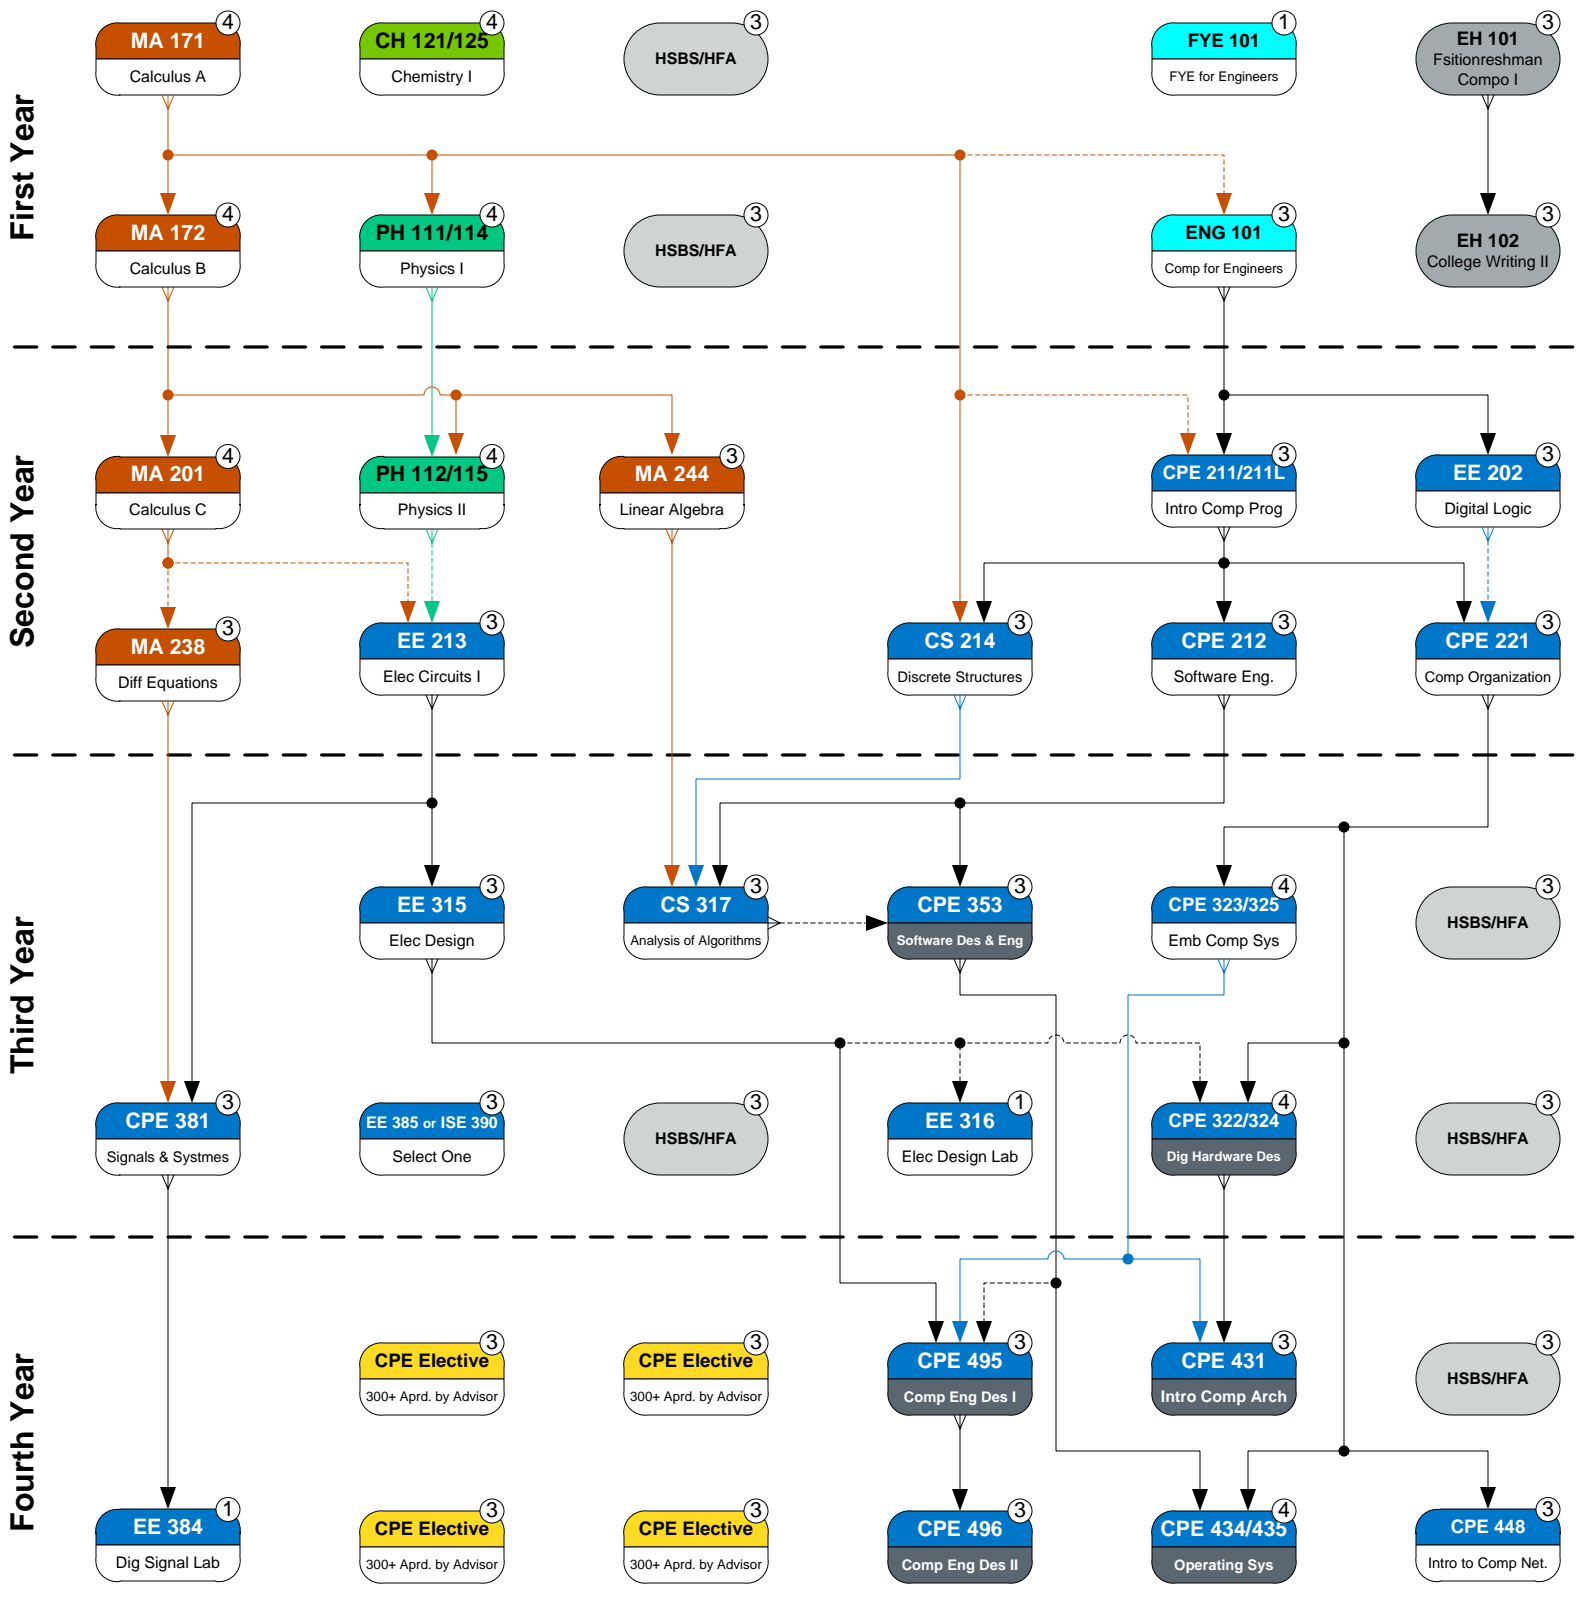 First Year
4
MA 171
Calculus A
4
CH 121/125
Chemistry I
3
HSBS/HFA
1
FYE 101
FYE for Engineers
3
EH 101
Fsitionreshman
Compo I
4
MA 172
Calculus B
4
PH 111/114
Physics I
3
HSBS/HFA
3
ENG 101
Comp for Engineers
3
EH 102
College Writing II
Second Year
4
MA 201
Calculus C
4
PH 112/115
Physics II
3
MA 244
Linear Algebra
3
CPE 211/211L
Intro Comp Prog
3
EE 202
Digital Logic
3
MA 238
Diff Equations
3
EE 213
Elec Circuits I
3
CS 214
Discrete Structures
3
CPE 212
Software Eng.
3
CPE 221
Comp Organization
Third Year
3
EE 315
Elec Design
3
CS 317
Analysis of Algorithms
3
CPE 353
Software Des & Eng
4
CPE 323/325
Emb Comp Sys
3
HSBS/HFA
3
CPE 381
Signals & Systmes
3
EE 385 or ISE 390
Select One
3
HSBS/HFA
1
EE 316
Elec Design Lab
4
CPE 322/324
Dig Hardware Des
3
HSBS/HFA
Fourth Year
3
CPE Elective
300+ Aprd. by Advisor
3
CPE Elective
300+ Aprd. by Advisor
3
CPE 495
Comp Eng Des I
3
CPE 431
Intro Comp Arch
3
HSBS/HFA
1
EE 384
Dig Signal Lab
3
CPE Elective
300+ Aprd. by Advisor
3
CPE Elective
300+ Aprd. by Advisor
3
CPE 496
Comp Eng Des II
4
CPE 434/435
Operating Sys
3
CPE 448
Intro to Comp Net.